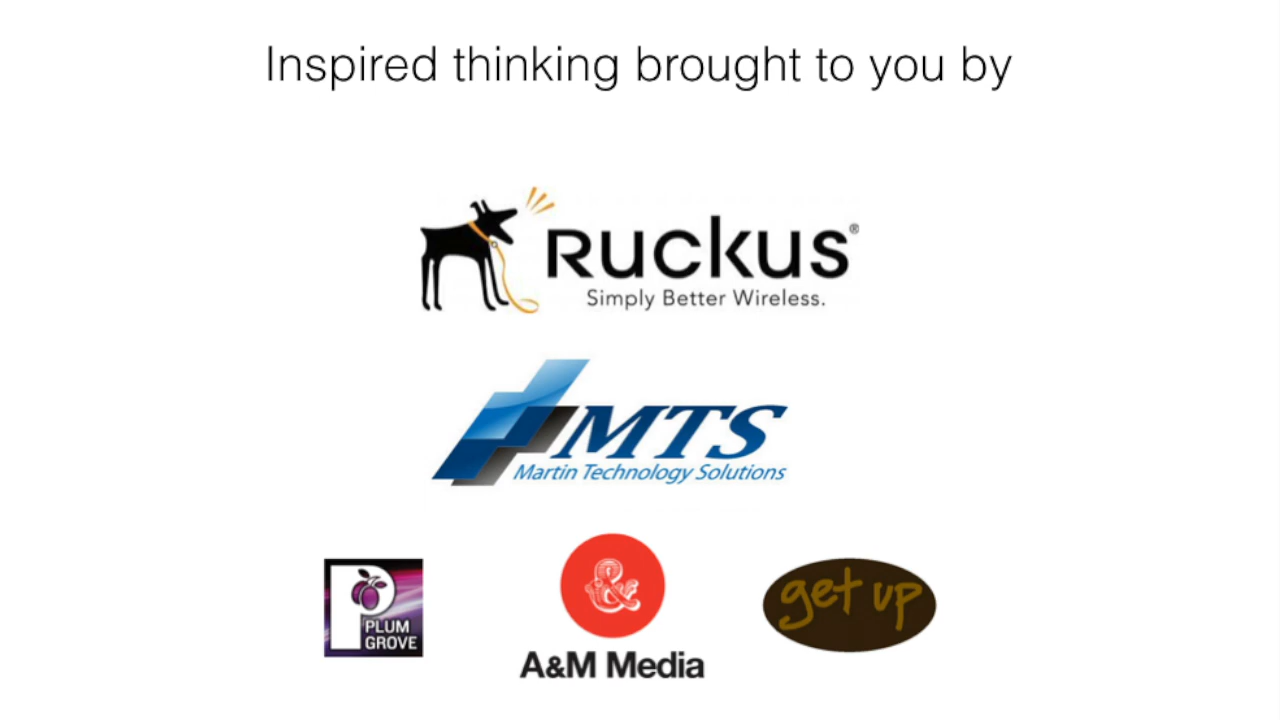 Inspired thinking brought to you by
RUCKUS®
Simply Better Wireless.
MTS
Martin Technology Solutions
P
PLUM
GROVE
&
A&M Media
get up